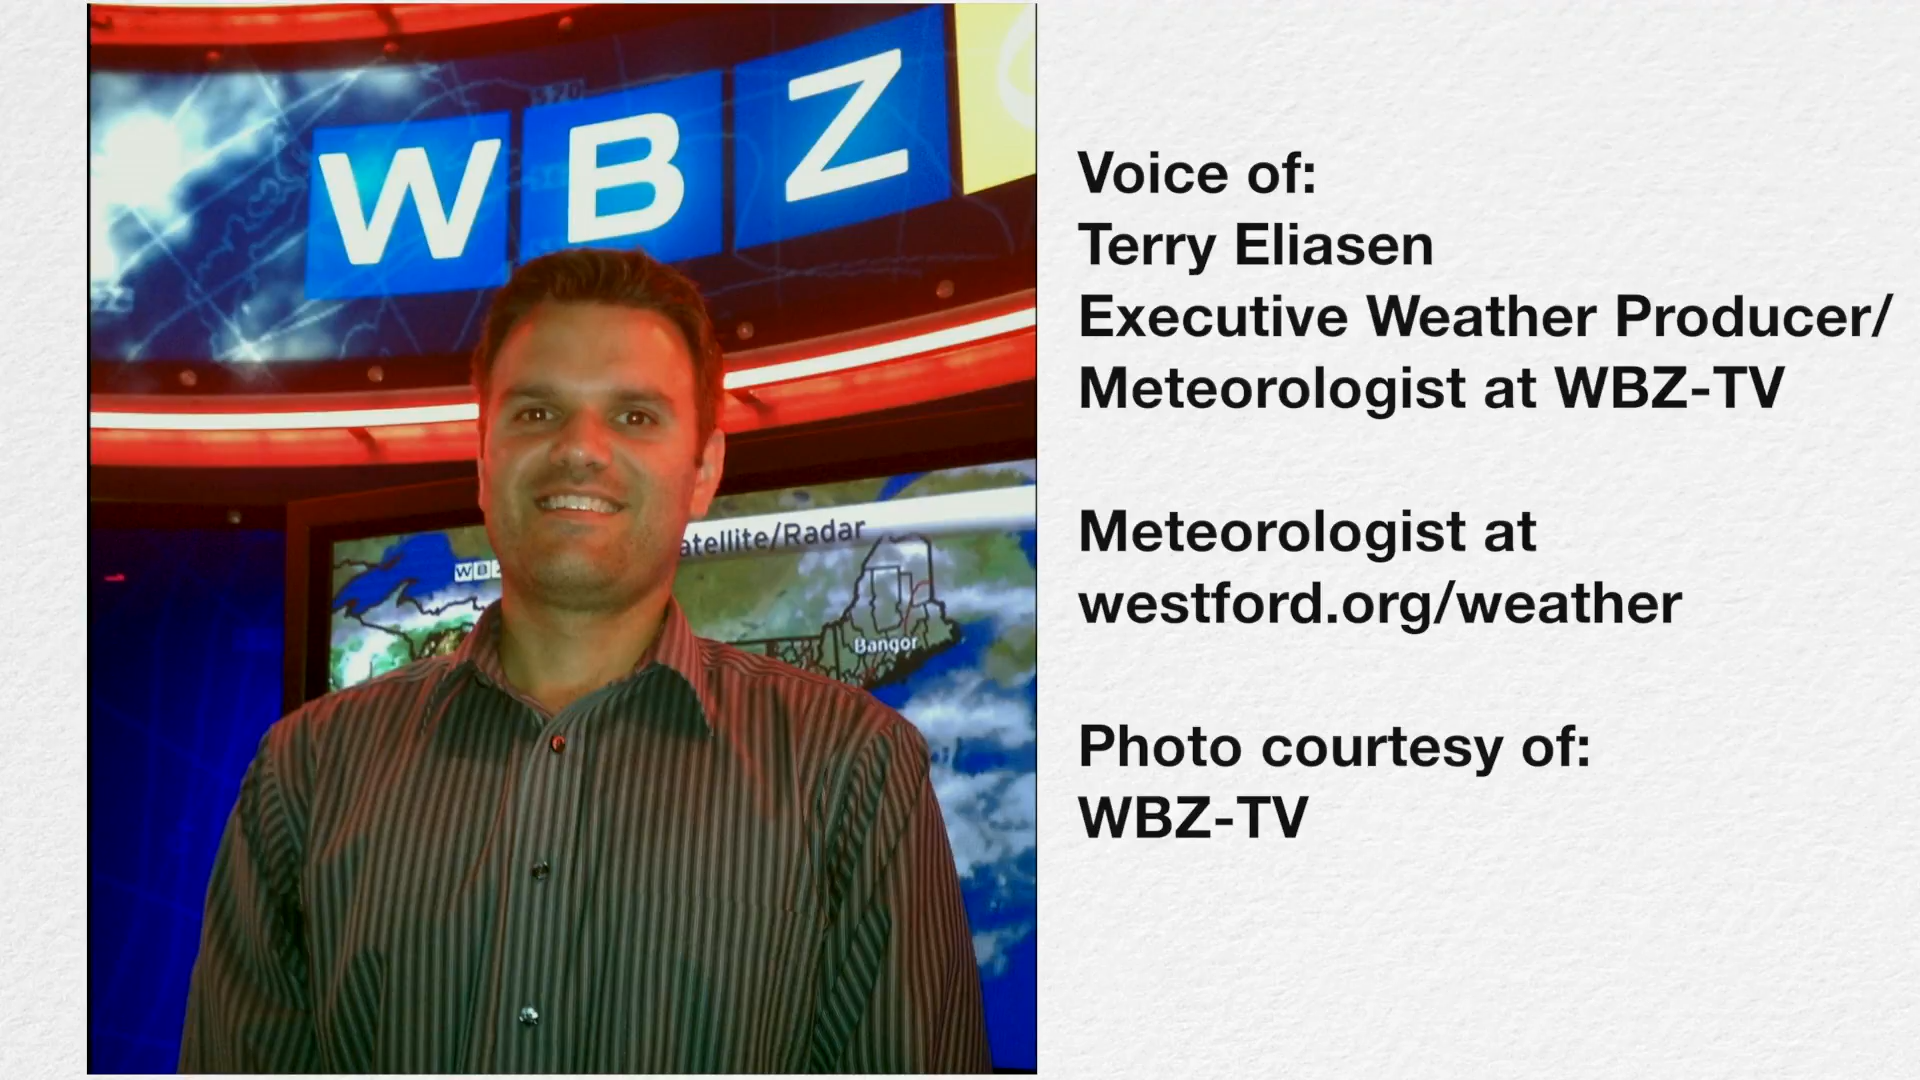 WBZ
Voice of:
Terry Eliasen
Executive Weather Producer/
Meteorologist at WBZ-TV
Meteorologist at
westford.org/weather
Photo courtesy of:
WBZ-TV
atellite/Radar
WBZ
Bangor